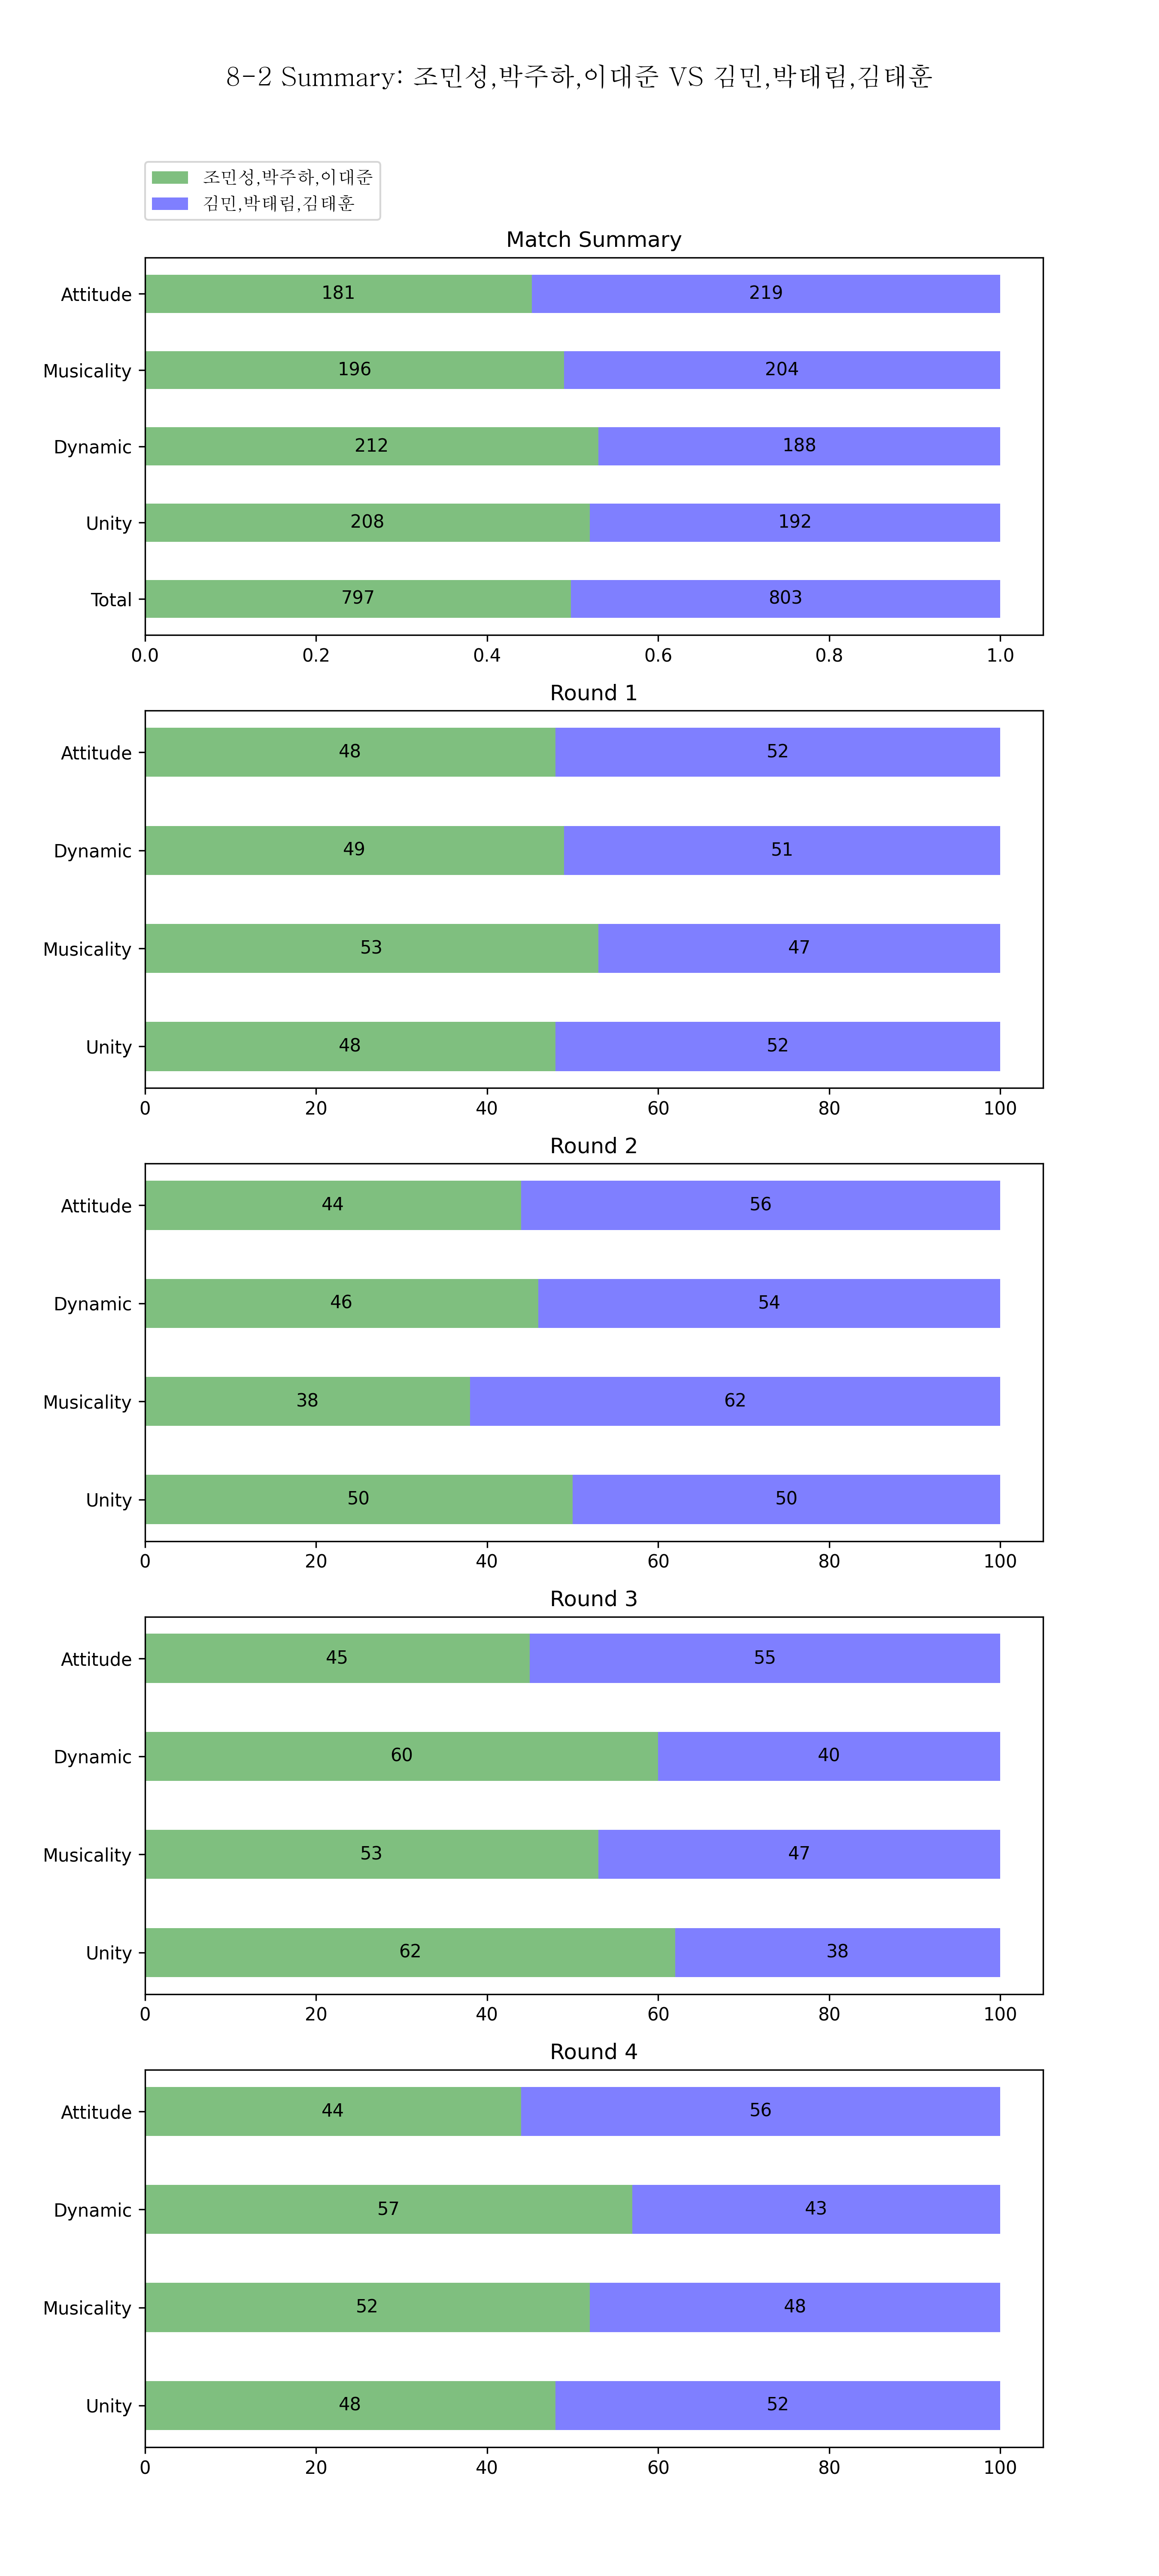 8-2 Summary: 조민성,박주하,이대준 VS 김민,박태림,김태훈
조민성,박주하,이대준
김민,박태림,김태훈
Match Summary
Attitude 181 219
Musicality 196 204
Dynamic 212 188
Unity 208 192
Total 797 803
0.0 0.2 0.4 0.6 0.8 1.0
Round 1
Attitude 48 52
Dynamic 49 51
Musicality 53 47
Unity 48 52
0 20 40 60 80 100
Round 2
Attitude 44 56
Dynamic 46 54
Musicality 38 62
Unity 50 50
0 20 40 60 80 100
Round 3
Attitude 45 55
Dynamic 60 40
Musicality 53 47
Unity 62 38
0 20 40 60 80 100
Round 4
Attitude 44 56
Dynamic 57 43
Musicality 52 48
Unity 48 52
0 20 40 60 80 100